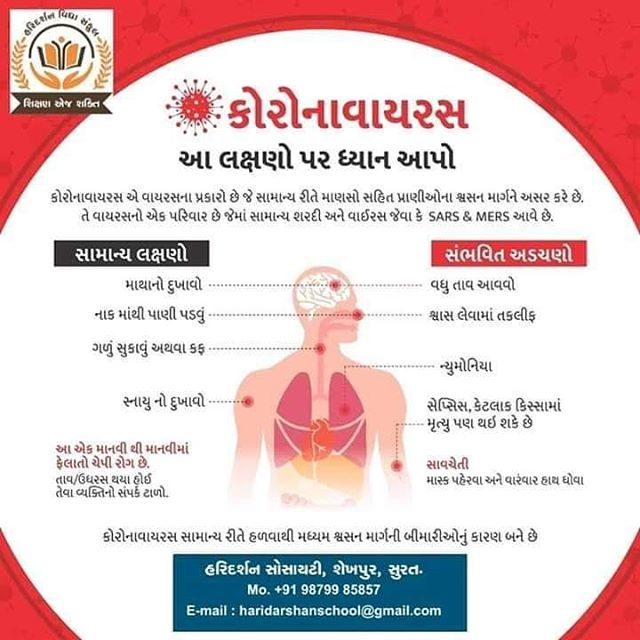 હરિદર્શન વિદ્યા સંકુલ
શિક્ષણ એજ શક્તિ
કોરોનાવાયરસ
આ લક્ષણો પર ધ્યાન આપો
કોરોનાવાયરસ એ વાયરસના પ્રકારો છે જે સામાન્ય રીતે માણસો સહિત પ્રાણીઓના શ્વસન માર્ગને અસર કરે છે.
તે વાયરસનો એક પરિવાર છે જેમાં સામાન્ય શરદી અને વાઈરસ જેવા કે SARS & MERS આવે છે.
સામાન્ય લક્ષણો
માથાનો દુખાવો
નાક માંથી પાણી પડવું
ગળું સુકાવું અથવા કફ
સ્નાયુ નો દુખાવો
આ એક માનવી થી માનવીમાં
ફેલાતો ચેપી રોગ છે.
તાવ/ઉધરસ થયા હોઈ
તેવા વ્યક્તિનો સંપર્ક ટાળો.
સંભવિત અડચણો
વધુ તાવ આવવો
શ્વાસ લેવામાં તકલીફ
ન્યુમોનિયા
સેપ્સિસ, કેટલાક કિસ્સામાં
મૃત્યુ પણ થઇ શકે છે
સાવચેતી
માસ્ક પહેરવા અને વારંવાર હાથ ધોવા
કોરોનાવાયરસ સામાન્ય રીતે હળવાથી મધ્યમ શ્વસન માર્ગની બીમારીઓનું કારણ બને છે
હરિદર્શન સોસાયટી, શેખપુર, સુરત.
Mo. +91 98799 85857
E-mail : haridarshanschool@gmail.com